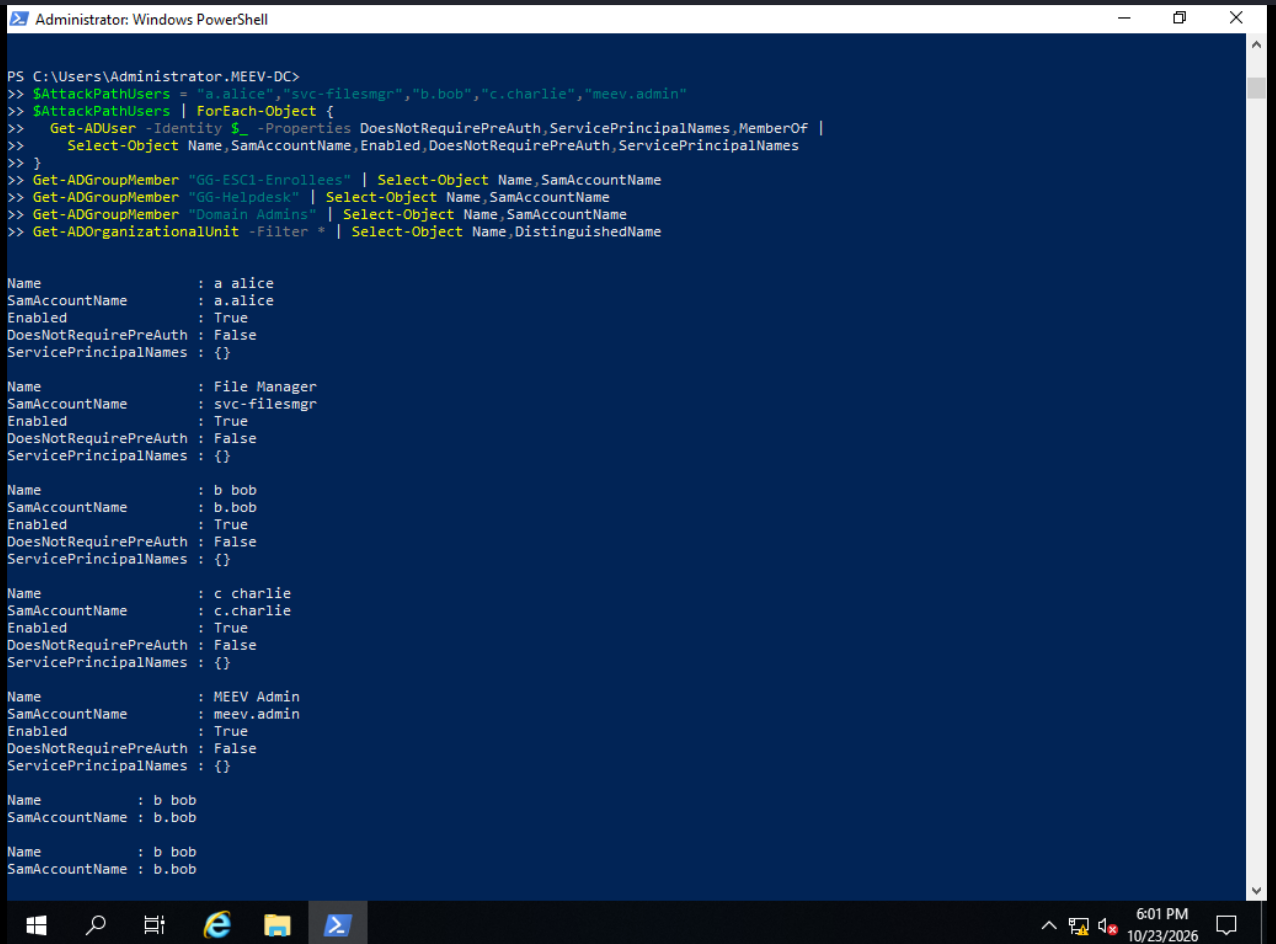 Administrator: Windows PowerShell
PS C:\Users\Administrator.MEEV-DC>
>> $AttackPathUsers = "a.alice","svc-filesmgr","b.bob","c.charlie","meev.admin"
>> $AttackPathUsers | ForEach-Object {
>>   Get-ADUser -Identity $_ -Properties DoesNotRequirePreAuth,ServicePrincipalNames,MemberOf |
>>     Select-Object Name,SamAccountName,Enabled,DoesNotRequirePreAuth,ServicePrincipalNames
>> }
>> Get-ADGroupMember "GG-ESC1-Enrollees" | Select-Object Name,SamAccountName
>> Get-ADGroupMember "GG-Helpdesk" | Select-Object Name,SamAccountName
>> Get-ADGroupMember "Domain Admins" | Select-Object Name,SamAccountName
>> Get-ADOrganizationalUnit -Filter * | Select-Object Name,DistinguishedName
Name                  : a alice
SamAccountName        : a.alice
Enabled               : True
DoesNotRequirePreAuth : False
ServicePrincipalNames : {}
Name                  : File Manager
SamAccountName        : svc-filesmgr
Enabled               : True
DoesNotRequirePreAuth : False
ServicePrincipalNames : {}
Name                  : b bob
SamAccountName        : b.bob
Enabled               : True
DoesNotRequirePreAuth : False
ServicePrincipalNames : {}
Name                  : c charlie
SamAccountName        : c.charlie
Enabled               : True
DoesNotRequirePreAuth : False
ServicePrincipalNames : {}
Name                  : MEEV Admin
SamAccountName        : meev.admin
Enabled               : True
DoesNotRequirePreAuth : False
ServicePrincipalNames : {}
Name           : b bob
SamAccountName : b.bob
Name           : b bob
SamAccountName : b.bob
6:01 PM
10/23/2026